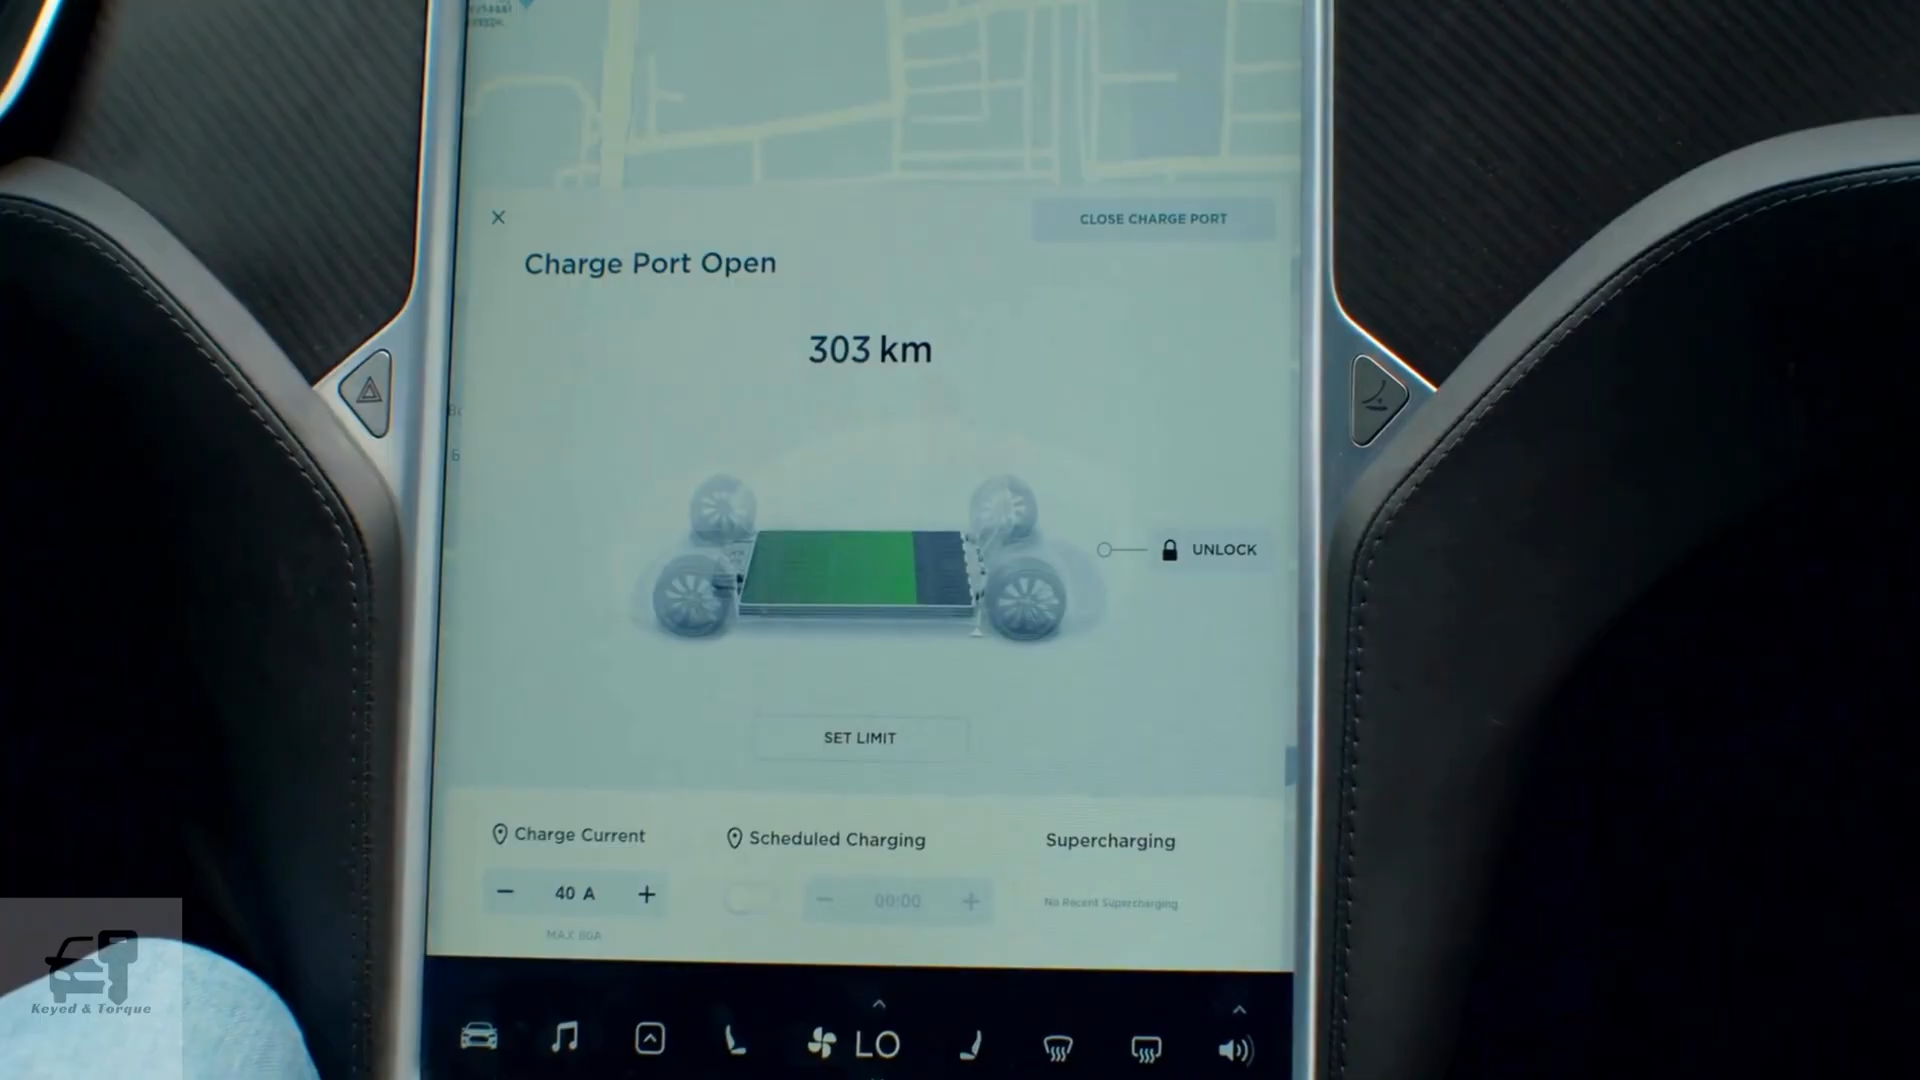 CLOSE CHARGE PORT
Charge Port Open
303 km
UNLOCK
SET LIMIT
Charge Current
Scheduled Charging
Supercharging
− 40 A +
− 00:00 +
No Recent Supercharging
MAX 80A
LO
Keyed & Torque